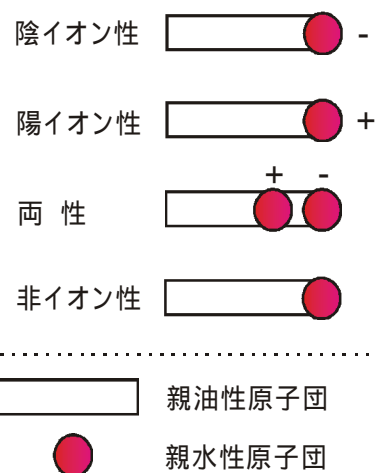 陰イオン性 -
陽イオン性 +
+ -
両 性
非イオン性
親油性原子団
親水性原子団